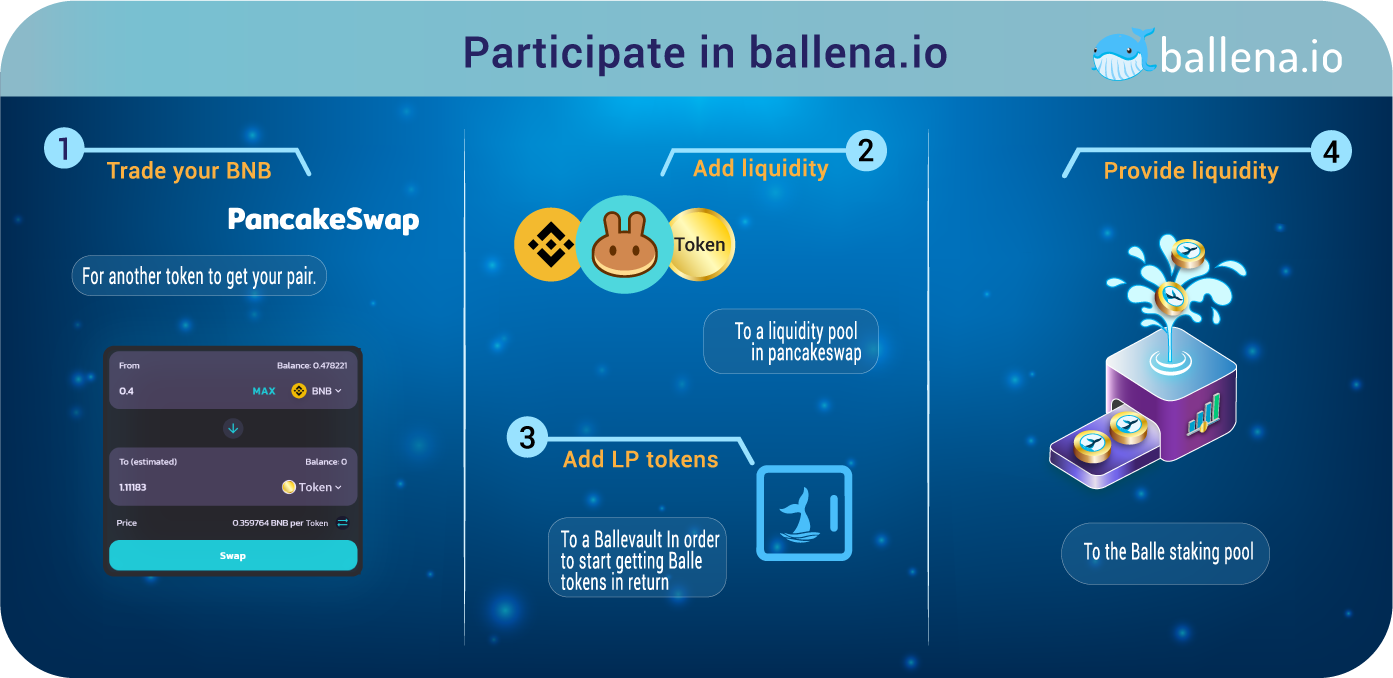 Participate in ballena.io
ballena.io
1
Trade your BNB
PancakeSwap
For another token to get your pair.
From
Balance: 0.478221
0.4
MAX
BNB
To (estimated)
Balance: 0
1.11183
Token
Price
0.359764 BNB per Token
Swap
2
Add liquidity
Token
To a liquidity pool
in pancakeswap
3
Add LP tokens
To a Ballevault In order
to start getting Balle
tokens in return
4
Provide liquidity
To the Balle staking pool